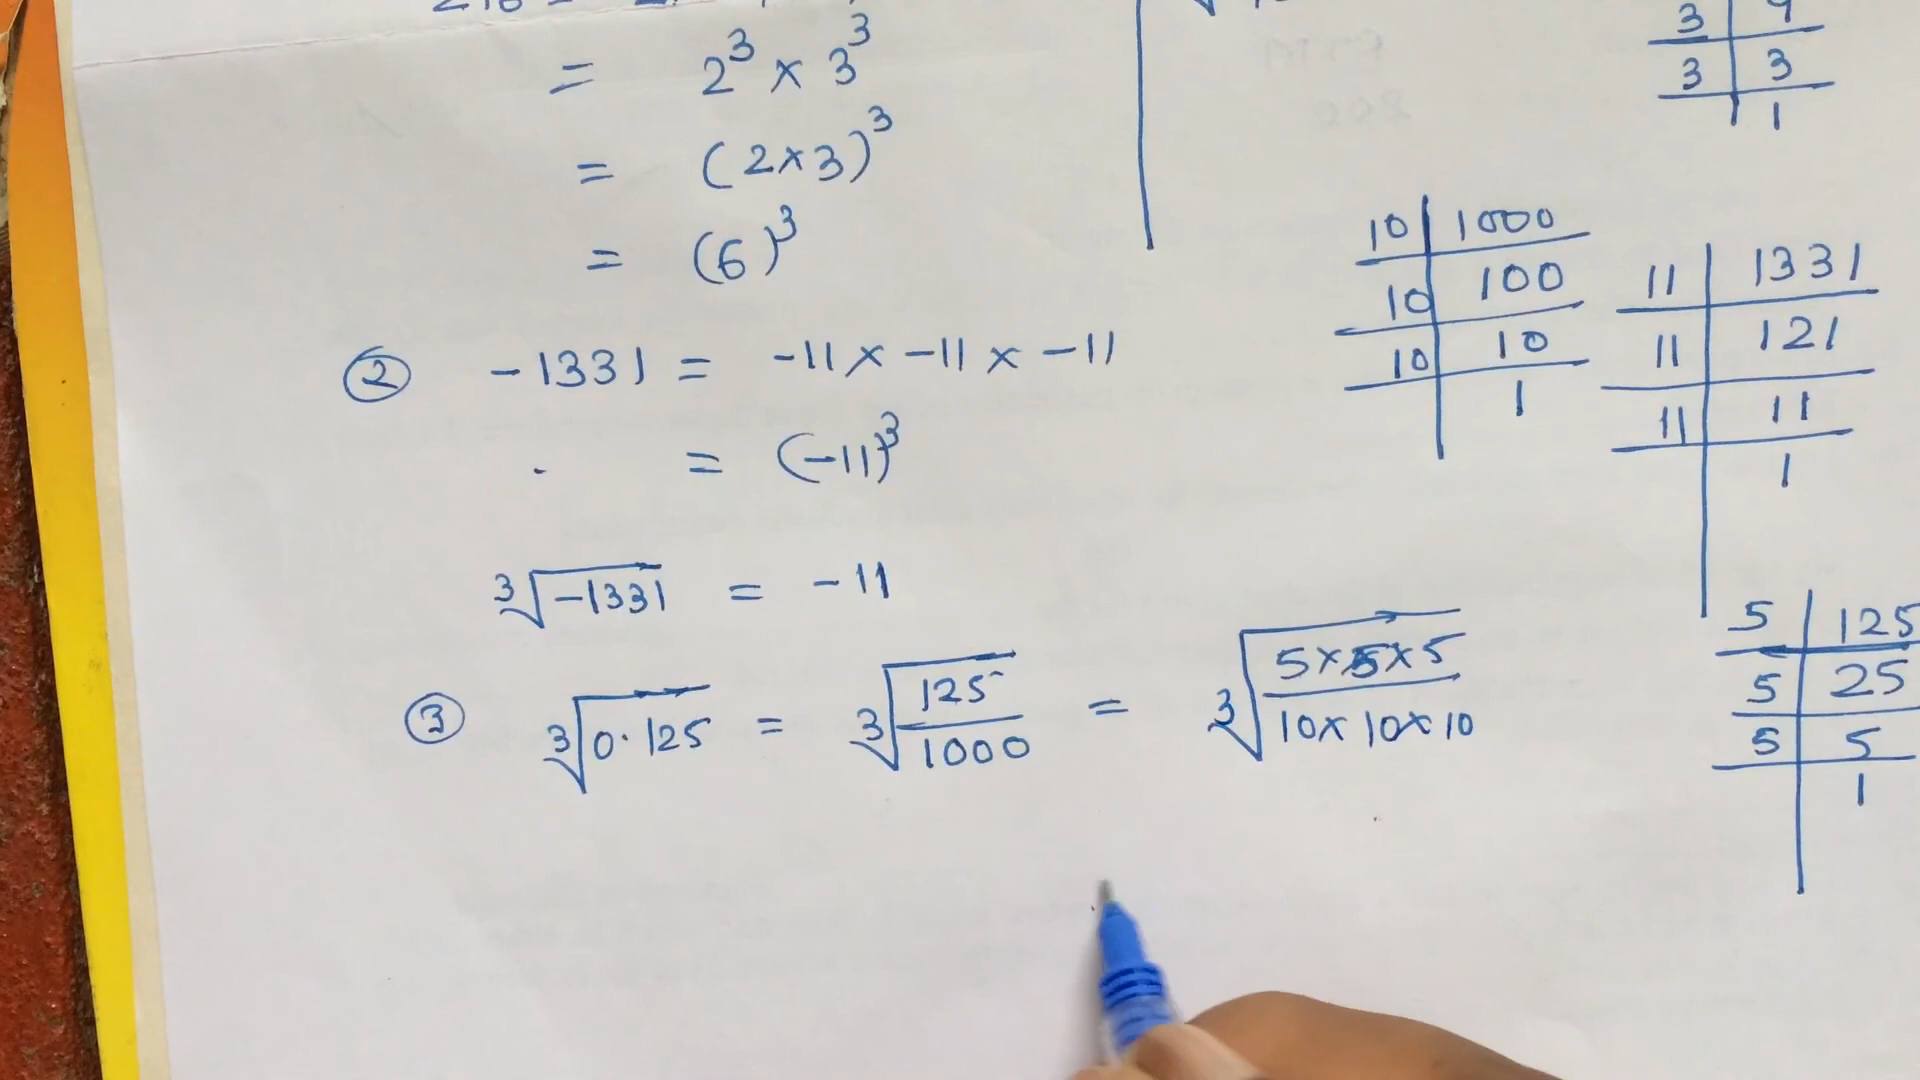 = 2³ × 3³
= (2×3)³
= (6)³
② -1331 = -11 × -11 × -11
= (-11)³
∛-1331 = -11
③ ∛0.125 = ∛125/1000 = ∛5×5×5/10×10×10
3 | 9
3 | 3
1
10 | 1000
10 | 100
10 | 10
1
11 | 1331
11 | 121
11 | 11
1
5 | 125
5 | 25
5 | 5
1